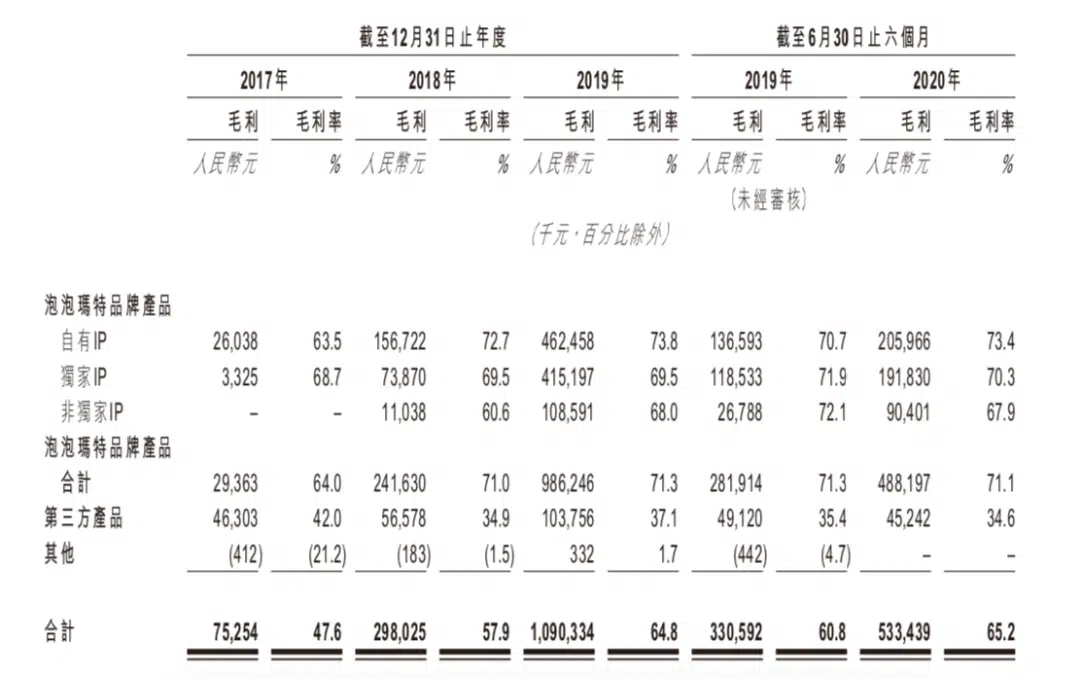 截至12月31日止年度 截至6月30日止六個月
2017年 2018年 2019年 2019年 2020年
毛利 毛利率 毛利 毛利率 毛利 毛利率 毛利 毛利率 毛利 毛利率
人民幣元 % 人民幣元 % 人民幣元 % 人民幣元 % 人民幣元 %
(未經審核)
(千元，百分比除外)
泡泡瑪特品牌產品
自有IP 26,038 63.5 156,722 72.7 462,458 73.8 136,593 70.7 205,966 73.4
獨家IP 3,325 68.7 73,870 69.5 415,197 69.5 118,533 71.9 191,830 70.3
非獨家IP – – 11,038 60.6 108,591 68.0 26,788 72.1 90,401 67.9
泡泡瑪特品牌產品
合計 29,363 64.0 241,630 71.0 986,246 71.3 281,914 71.3 488,197 71.1
第三方產品 46,303 42.0 56,578 34.9 103,756 37.1 49,120 35.4 45,242 34.6
其他 (412) (21.2) (183) (1.5) 332 1.7 (442) (4.7) – –
合計 75,254 47.6 298,025 57.9 1,090,334 64.8 330,592 60.8 533,439 65.2